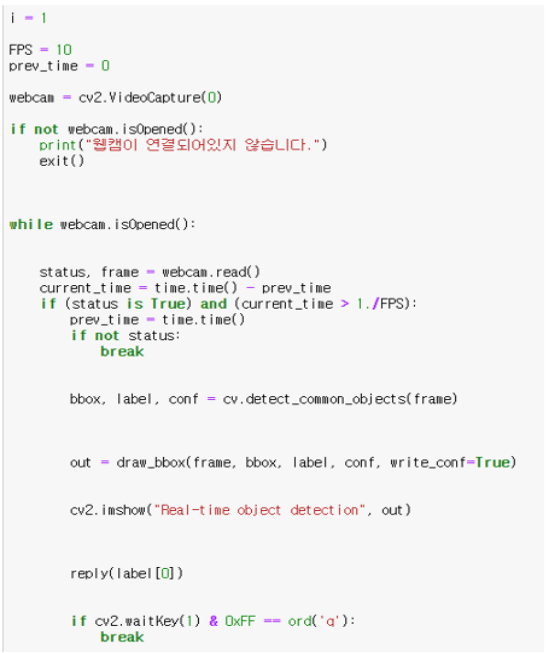 i = 1
FPS = 10
prev_time = 0
webcam = cv2.VideoCapture(0)
if not webcam.isOpened():
    print("웹캠이 연결되어있지 않습니다.")
    exit()
while webcam.isOpened():
    status, frame = webcam.read()
    current_time = time.time() - prev_time
    if (status is True) and (current_time > 1./FPS):
        prev_time = time.time()
        if not status:
            break
        bbox, label, conf = cv.detect_common_objects(frame)
        out = draw_bbox(frame, bbox, label, conf, write_conf=True)
        cv2.imshow("Real-time object detection", out)
        reply(label[0])
        if cv2.waitKey(1) & 0xFF == ord('q'):
            break